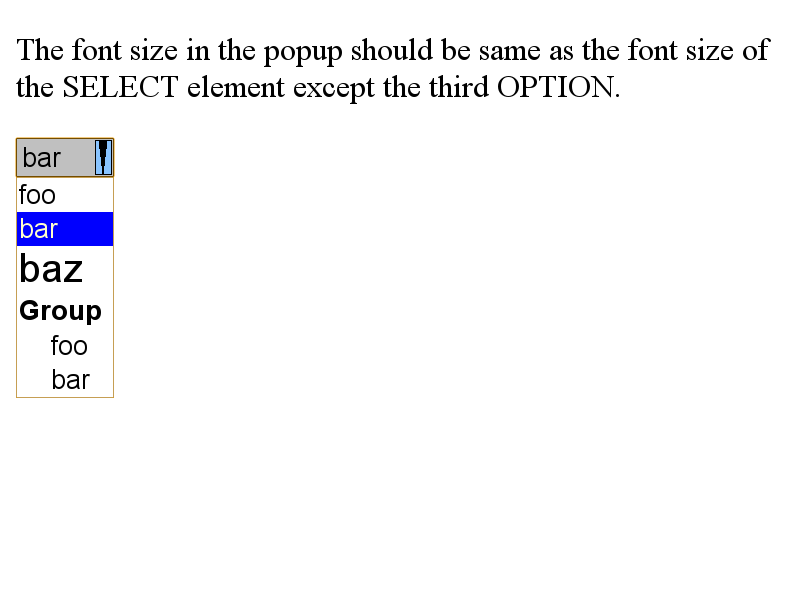 The font size in the popup should be same as the font size of
the SELECT element except the third OPTION.
bar
foo
bar
baz
Group
foo
bar